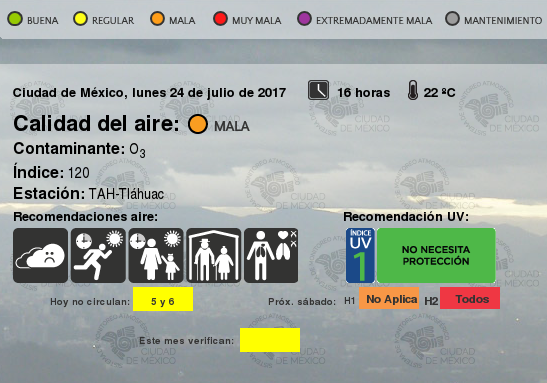 BUENA REGULAR MALA MUY MALA EXTREMADAMENTE MALA MANTENIMIENTO
Ciudad de México, lunes 24 de julio de 2017 16 horas 22 ºC
Calidad del aire: MALA
Contaminante: O3
Índice: 120
Estación: TAH-Tláhuac
Recomendaciones aire: Recomendación UV:
ÍNDICE
UV
1
NO NECESITA
PROTECCIÓN
Hoy no circulan: 5 y 6 Próx. sábado: H1 No Aplica H2 Todos
Este mes verifican:
CIUDAD
DE MÉXICO